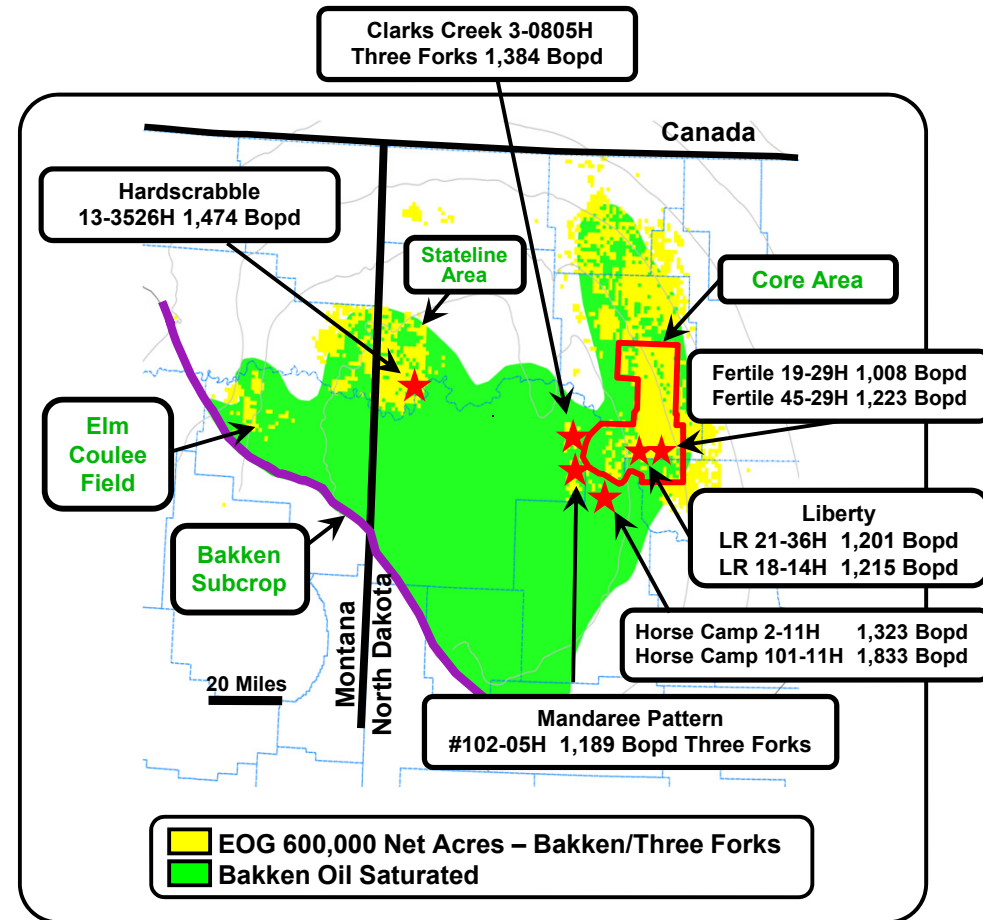 Clarks Creek 3-0805H
Three Forks 1,384 Bopd
Canada
Hardscrabble
13-3526H 1,474 Bopd
Stateline
Area
Core Area
Fertile 19-29H 1,008 Bopd
Fertile 45-29H 1,223 Bopd
Elm
Coulee
Field
Liberty
LR 21-36H 1,201 Bopd
LR 18-14H 1,215 Bopd
Bakken
Subcrop
Montana
North Dakota
Horse Camp 2-11H 1,323 Bopd
Horse Camp 101-11H 1,833 Bopd
20 Miles
Mandaree Pattern
#102-05H 1,189 Bopd Three Forks
EOG 600,000 Net Acres – Bakken/Three Forks
Bakken Oil Saturated